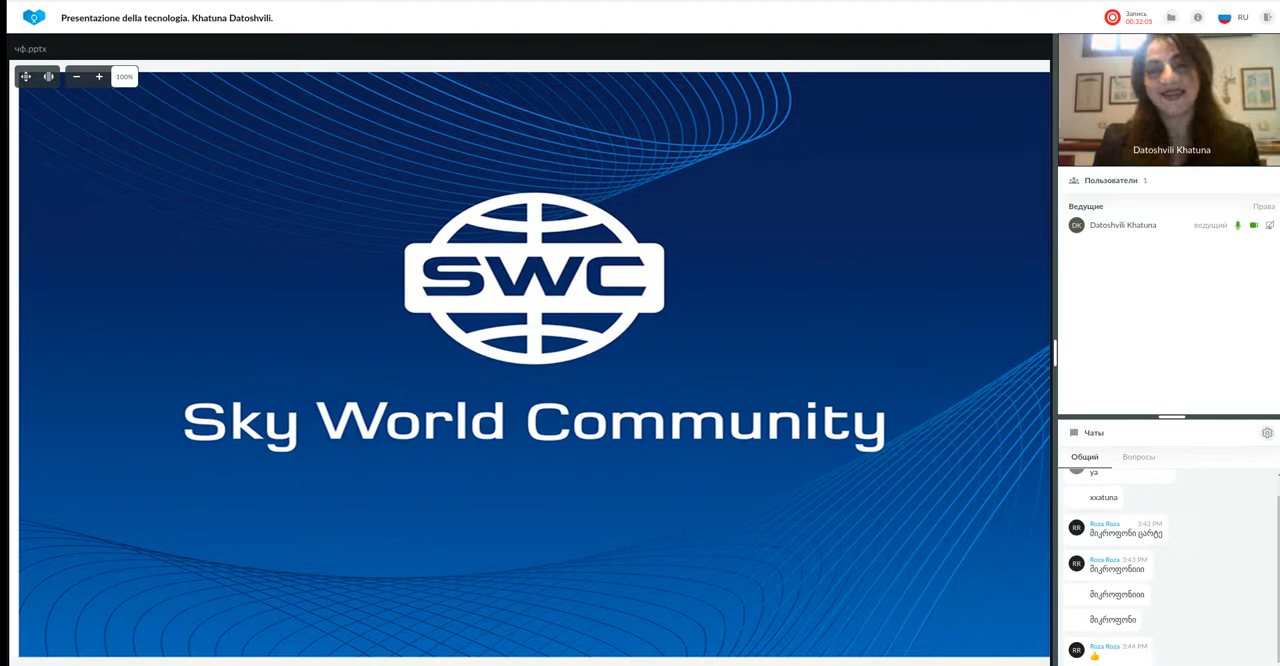 Presentazione della tecnologia. Khatuna Datoshvili.
Запись
00:32:05
RU
чф.pptx
100%
SWC
Sky World Community
Datoshvili Khatuna
Пользователи 1
Ведущие Права
DK Datoshvili Khatuna ведущий
Чаты
Общий Вопросы
ya
xxatuna
RR Roza Roza 3:42 PM
მიკროფონი ცარტე
RR Roza Roza 3:43 PM
მიკროფონიიი
მიკროფონიიი
მიკროფონი
RR Roza Roza 3:44 PM
👍